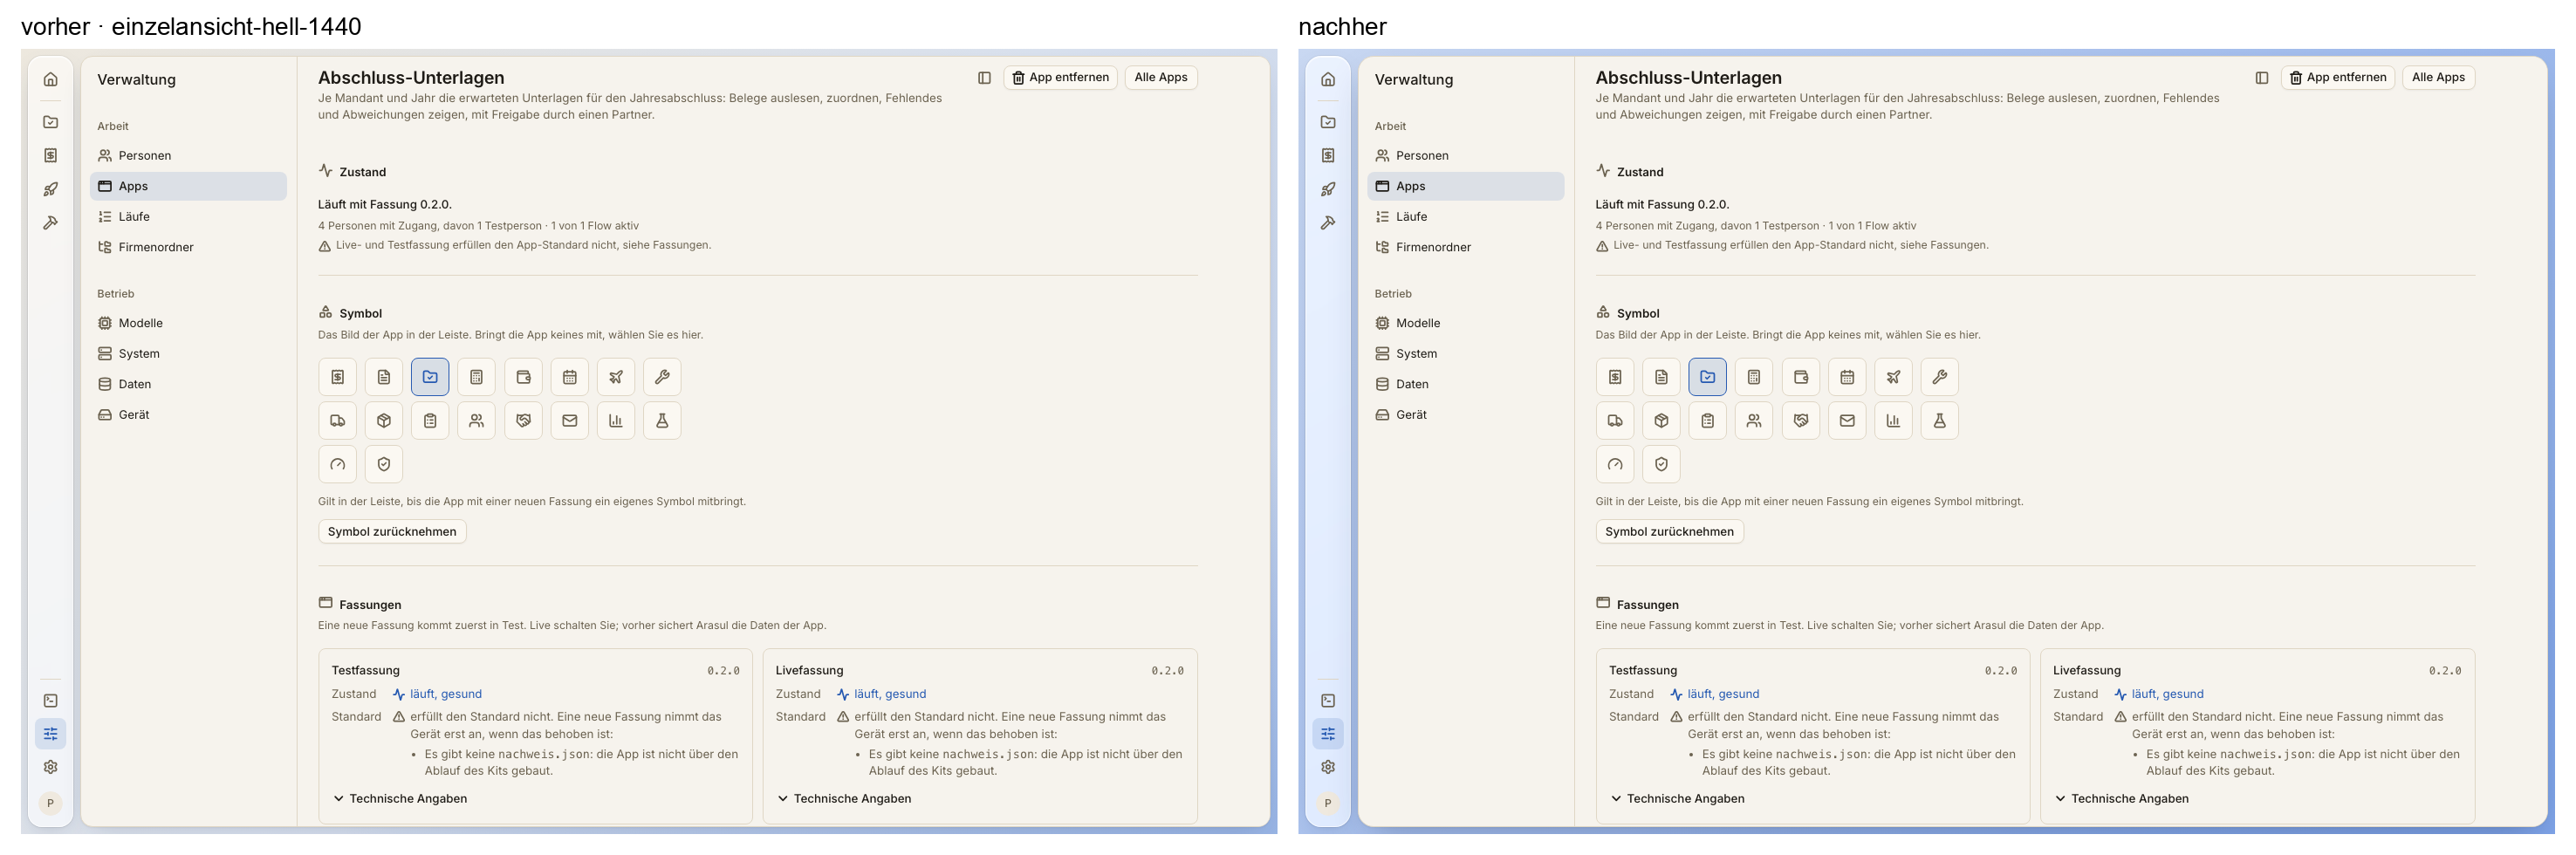 vorher · einzelansicht-hell-1440
Verwaltung
Arbeit
Personen
Apps
Läufe
Firmenordner
Betrieb
Modelle
System
Daten
Gerät
P
Abschluss-Unterlagen
App entfernen
Alle Apps
Je Mandant und Jahr die erwarteten Unterlagen für den Jahresabschluss: Belege auslesen, zuordnen, Fehlendes
und Abweichungen zeigen, mit Freigabe durch einen Partner.
Zustand
Läuft mit Fassung 0.2.0.
4 Personen mit Zugang, davon 1 Testperson · 1 von 1 Flow aktiv
Live- und Testfassung erfüllen den App-Standard nicht, siehe Fassungen.
Symbol
Das Bild der App in der Leiste. Bringt die App keines mit, wählen Sie es hier.
Gilt in der Leiste, bis die App mit einer neuen Fassung ein eigenes Symbol mitbringt.
Symbol zurücknehmen
Fassungen
Eine neue Fassung kommt zuerst in Test. Live schalten Sie; vorher sichert Arasul die Daten der App.
Testfassung 0.2.0
Zustand läuft, gesund
Standard erfüllt den Standard nicht. Eine neue Fassung nimmt das
Gerät erst an, wenn das behoben ist:
• Es gibt keine nachweis.json: die App ist nicht über den
Ablauf des Kits gebaut.
Technische Angaben
Livefassung 0.2.0
Zustand läuft, gesund
Standard erfüllt den Standard nicht. Eine neue Fassung nimmt das
Gerät erst an, wenn das behoben ist:
• Es gibt keine nachweis.json: die App ist nicht über den
Ablauf des Kits gebaut.
Technische Angaben
nachher
Verwaltung
Arbeit
Personen
Apps
Läufe
Firmenordner
Betrieb
Modelle
System
Daten
Gerät
P
Abschluss-Unterlagen
App entfernen
Alle Apps
Je Mandant und Jahr die erwarteten Unterlagen für den Jahresabschluss: Belege auslesen, zuordnen, Fehlendes
und Abweichungen zeigen, mit Freigabe durch einen Partner.
Zustand
Läuft mit Fassung 0.2.0.
4 Personen mit Zugang, davon 1 Testperson · 1 von 1 Flow aktiv
Live- und Testfassung erfüllen den App-Standard nicht, siehe Fassungen.
Symbol
Das Bild der App in der Leiste. Bringt die App keines mit, wählen Sie es hier.
Gilt in der Leiste, bis die App mit einer neuen Fassung ein eigenes Symbol mitbringt.
Symbol zurücknehmen
Fassungen
Eine neue Fassung kommt zuerst in Test. Live schalten Sie; vorher sichert Arasul die Daten der App.
Testfassung 0.2.0
Zustand läuft, gesund
Standard erfüllt den Standard nicht. Eine neue Fassung nimmt das
Gerät erst an, wenn das behoben ist:
• Es gibt keine nachweis.json: die App ist nicht über den
Ablauf des Kits gebaut.
Technische Angaben
Livefassung 0.2.0
Zustand läuft, gesund
Standard erfüllt den Standard nicht. Eine neue Fassung nimmt das
Gerät erst an, wenn das behoben ist:
• Es gibt keine nachweis.json: die App ist nicht über den
Ablauf des Kits gebaut.
Technische Angaben